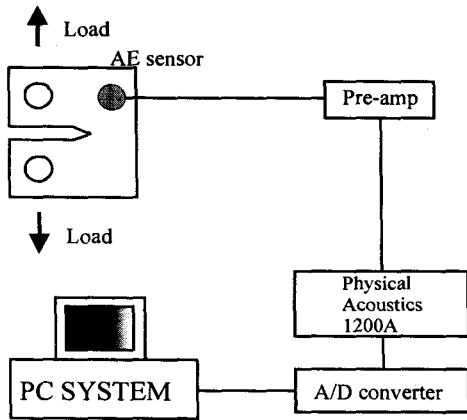 Load
AE sensor
Pre-amp
Load
Physical
Acoustics
1200A
PC SYSTEM
A/D converter